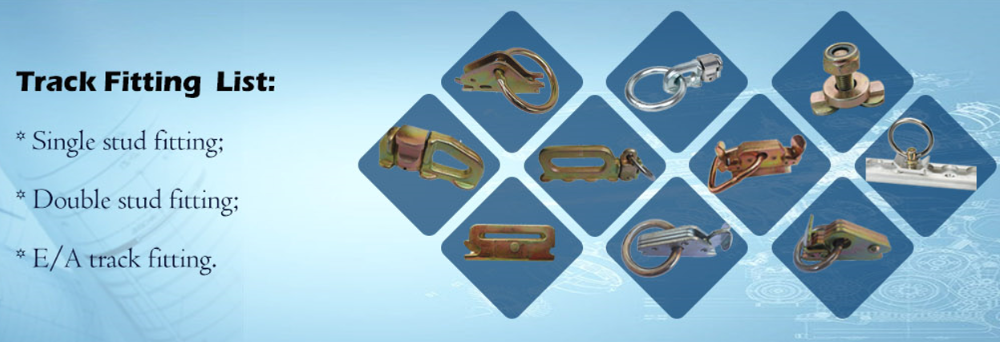 Track Fitting List:
* Single stud fitting;
* Double stud fitting;
* E/A track fitting.